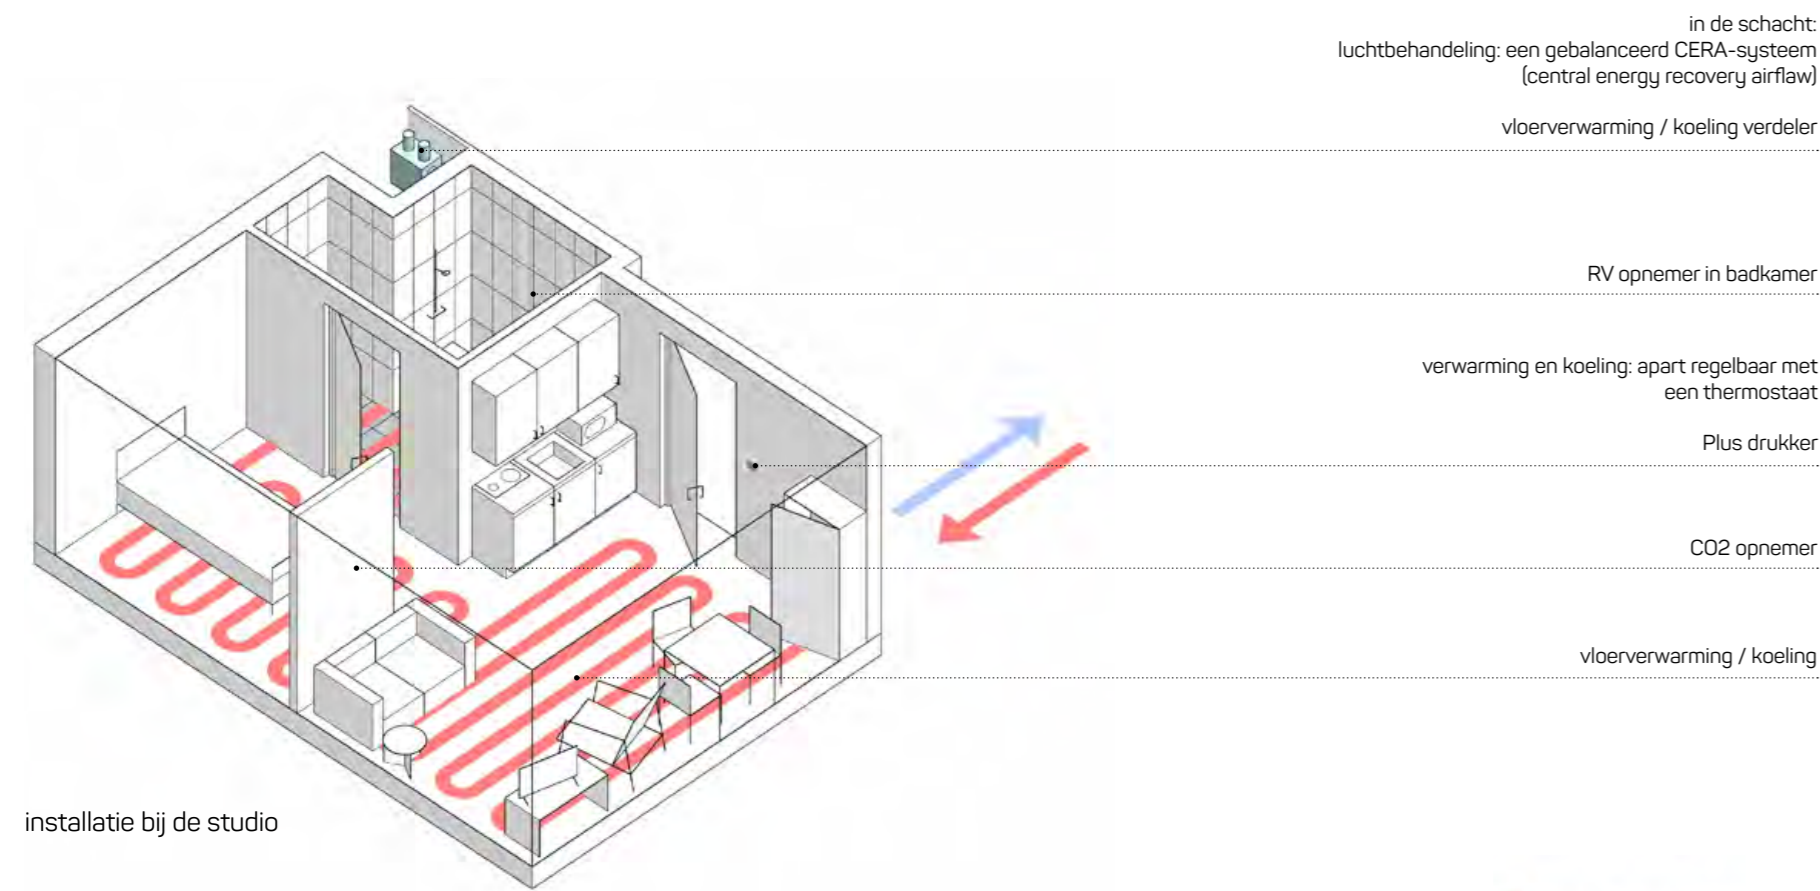 in de schacht:
luchtbehandeling: een gebalanceerd CERA-systeem
(central energy recovery airflaw)
vloerverwarming / koeling verdeler
RV opnemer in badkamer
verwarming en koeling: apart regelbaar met
een thermostaat
Plus drukker
CO2 opnemer
vloerverwarming / koeling
installatie bij de studio